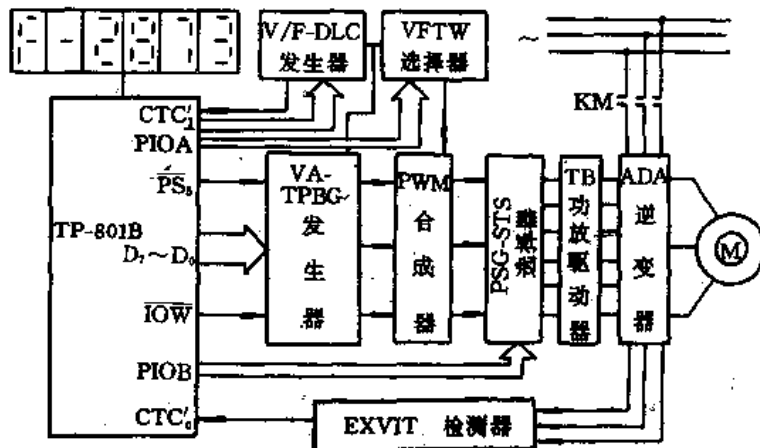 V/F-DLC
发生器
VFTW
选择器
~
KM
CTC'₁
PIOA
PS₅
TP-801B
D₇~D₀
IOW
PIOB
CTC'₀
VA-
TPBG-
发
生
器
PWM
合
成
器
PSG-STS
TB
功
放
驱
动
器
ADA
逆
变
器
M
EXVIT 检测器